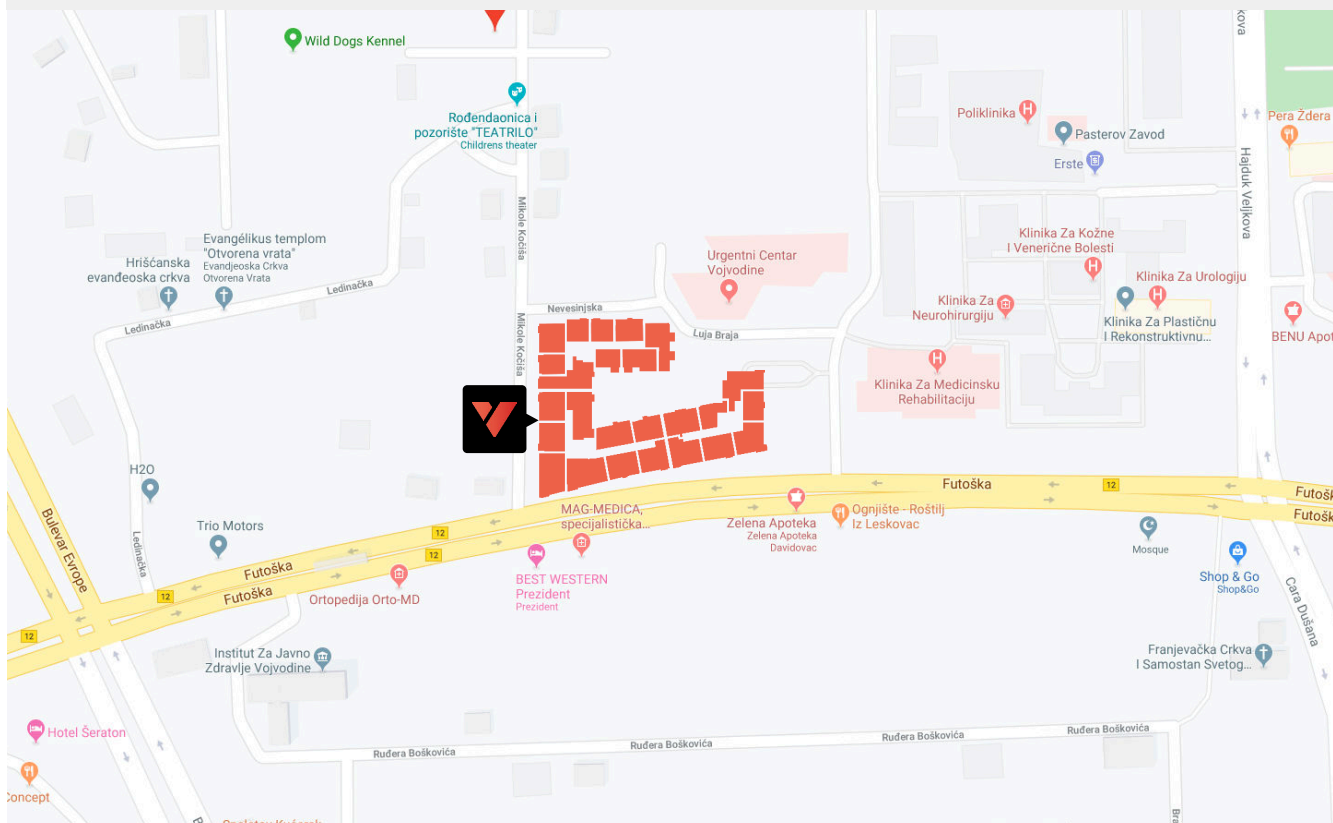 Wild Dogs Kennel
Rođendaonica i
pozorište "TEATRILO"
Childrens theater
Poliklinika
Pasterov Zavod
Erste
Pera Ždera
Hajduk Veljkova
Mikole Kočiša
Evangélikus templom
"Otvorena vrata"
Evandjeoska Crkva
Otvorena Vrata
Hrišćanska
evanđeoska crkva
Ledinačka
Ledinačka
Klinika Za Kožne
I Venerične Bolesti
Urgentni Centar
Vojvodine
Klinika Za Urologiju
Klinika Za
Neurohirurgiju
Nevesinjska
Luja Braja
Klinika Za Plastičnu
I Rekonstruktivnu...
BENU Apot
Mikole Kočiša
Klinika Za Medicinsku
Rehabilitaciju
H2O
Futoška
12
Futošk
Futošk
MAG-MEDICA,
specijalistička...
Zelena Apoteka
Zelena Apoteka
Davidovac
Ognjište - Roštilj
Iz Leskovac
Trio Motors
Bulevar Evrope
Ledinačka
12
12
Mosque
Futoška
Futoška
BEST WESTERN
Prezident
Prezident
Shop & Go
Shop&Go
Ortopedija Orto-MD
12
12
Cara Dušana
Institut Za Javno
Zdravlje Vojvodine
Franjevačka Crkva
I Samostan Svetog...
Hotel Šeraton
Ruđera Boškovića
Ruđera Boškovića
Ruđera Boškovića
Ruđera Boškovića
Concept